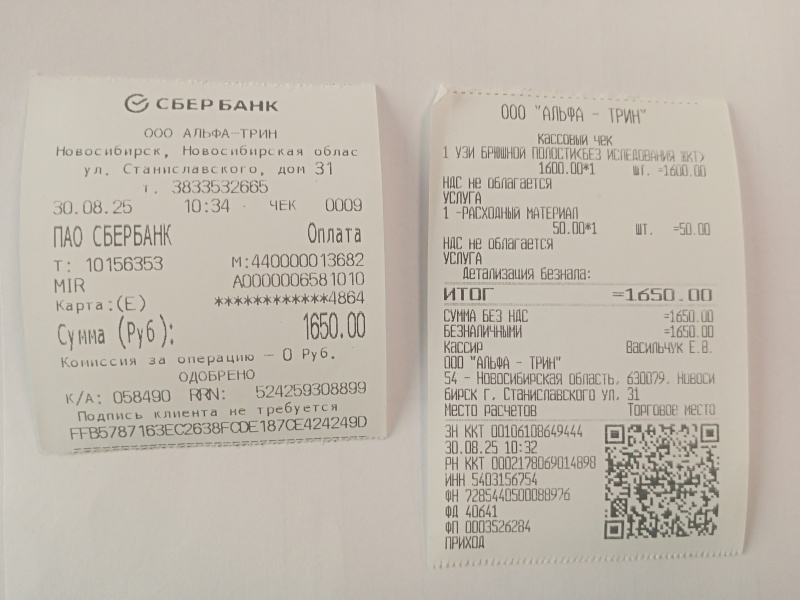 СБЕР БАНК
ООО АЛЬФА-ТРИН
Новосибирск, Новосибирская облас
ул. Станиславского, дом 31
т. 3833532665
30.08.25 10:34 ЧЕК 0009
ПАО СБЕРБАНК Оплата
Т: 10156353 М:440000013682
MIR A0000006581010
Карта:(E) ************4864
Сумма (Руб): 1650.00
Комиссия за операцию – 0 Руб.
ОДОБРЕНО
К/А: 058490 RRN: 524259308899
Подпись клиента не требуется
FFB5787163EC2638FCDE187CE424249D
ООО "АЛЬФА - ТРИН"
КАССОВЫЙ ЧЕК
1 УЗИ БРЮШНОЙ ПОЛОСТИ<БЕЗ ИСЛЕДОВАНИЯ ЖКТ>
1600.00*1 ШТ. =1600.00
НДС НЕ ОБЛАГАЕТСЯ
УСЛУГА
1 -РАСХОДНЫЙ МАТЕРИАЛ
50.00*1 ШТ. =50.00
НДС НЕ ОБЛАГАЕТСЯ
УСЛУГА
Детализация безнала:
ИТОГ =1650.00
СУММА БЕЗ НДС =1650.00
БЕЗНАЛИЧНЫМИ =1650.00
Кассир Васильчук Е.В.
ООО "АЛЬФА - ТРИН"
54 - Новосибирская область, 630079, Новоси
бирск г, Станиславского ул, 31
Место расчетов Торговое место
ЗН ККТ 00106108649444
30.08.25 10:32
РН ККТ 0002178069014898
ИНН 5403156754
ФН 7285440500088976
ФД 40641
ФП 0003526284
ПРИХОД